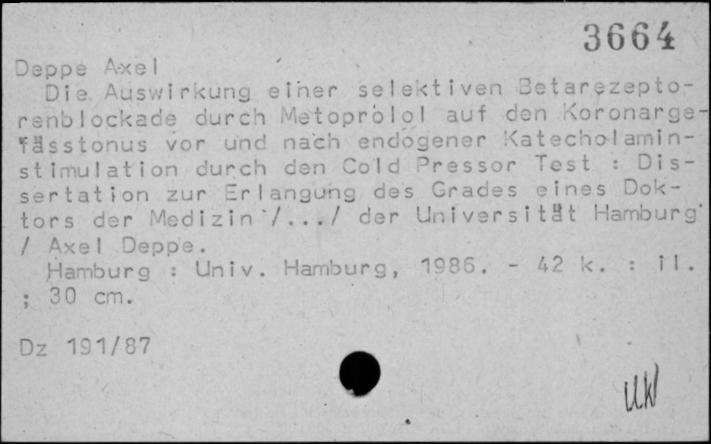 3664
Deppe Axel
Die Auswirkung einer selektiven Betarezepto-
renblockade durch Metoprolol auf den Koronarge-
fässtonus vor und nach endogener Katecholamin-
stimulation durch den Cold Pressor Test : Dis-
sertation zur Erlangung des Grades eines Dok-
tors der Medizin /.../ der Universität Hamburg
/ Axel Deppe.
Hamburg : Univ. Hamburg, 1986. - 42 k. : il.
; 30 cm.
Dz 191/87